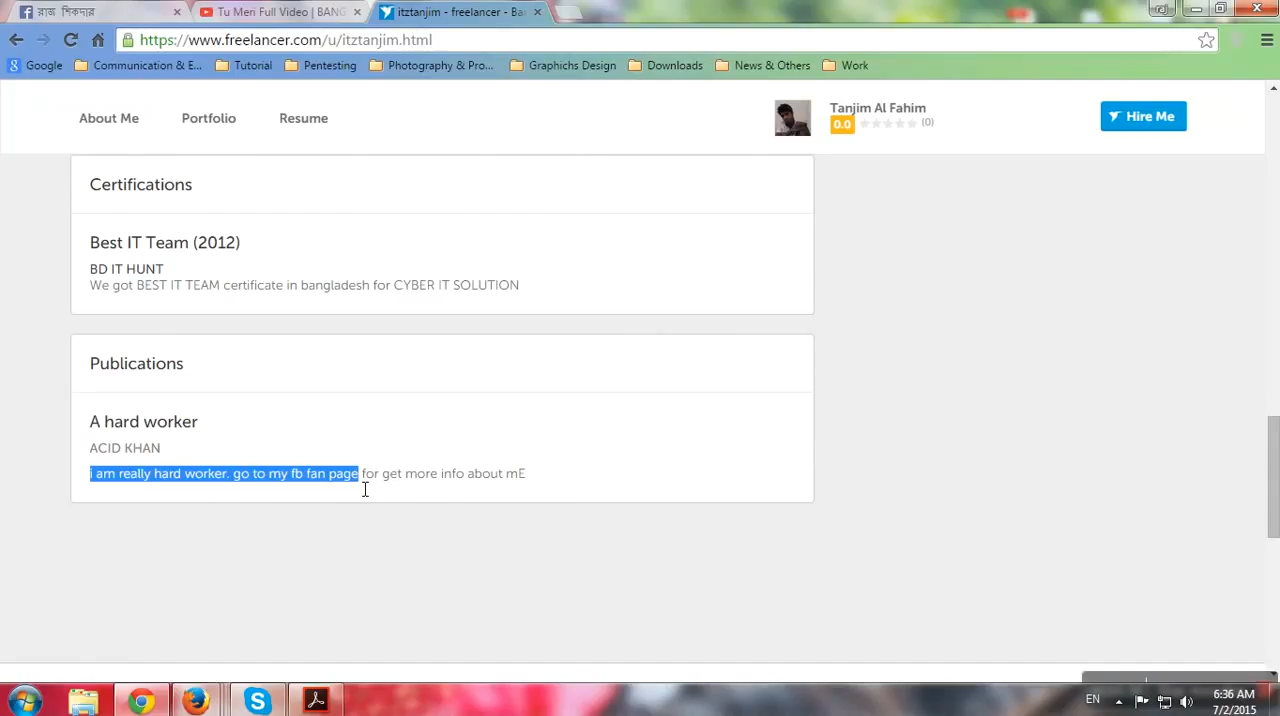 রাজ শিকদার
Tu Meri Full Video | BANG
itztanjim - freelancer - Ba
https://www.freelancer.com/u/itztanjim.html
Google
Communication & E...
Tutorial
Pentesting
Photography & Pro...
Graphichs Design
Downloads
News & Others
Work
About Me
Portfolio
Resume
Tanjim Al Fahim
0.0
(0)
Hire Me
Certifications
Best IT Team (2012)
BD IT HUNT
We got BEST IT TEAM certificate in bangladesh for CYBER IT SOLUTION
Publications
A hard worker
ACID KHAN
i am really hard worker. go to my fb fan page for get more info about mE
EN
6:36 AM
7/2/2015